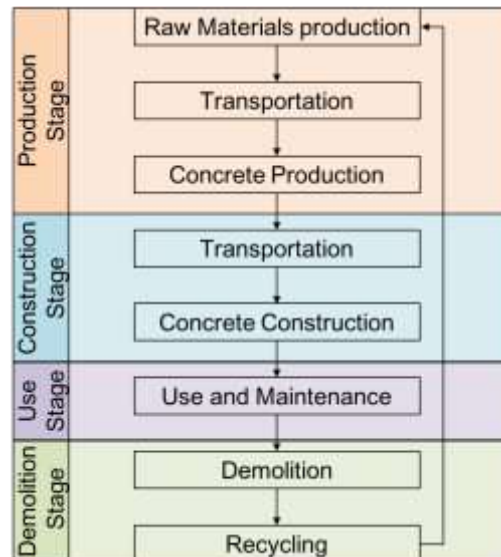 Production
Stage
Raw Materials production
Transportation
Concrete Production
Construction
Stage
Transportation
Concrete Construction
Use
Stage
Use and Maintenance
Demolition
Stage
Demolition
Recycling